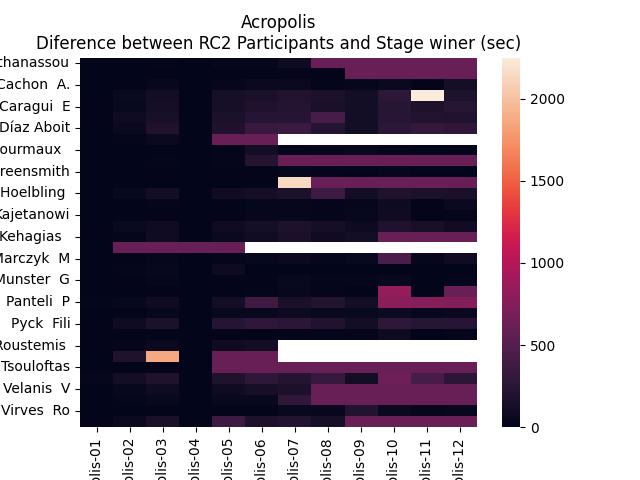 Acropolis
Diference between RC2 Participants and Stage winer (sec)
thanassou
Cachon A.
Caragui E
Díaz Aboit
ourmaux
reensmith
Hoelbling
Kajetanowi
Kehagias
Marczyk M
Munster G
Panteli P
Pyck Fili
Roustemis
Tsouloftas
Velanis V
Virves Ro
olis-01
olis-02
olis-03
olis-04
olis-05
olis-06
olis-07
olis-08
olis-09
olis-10
olis-11
olis-12
2000
1500
1000
500
0